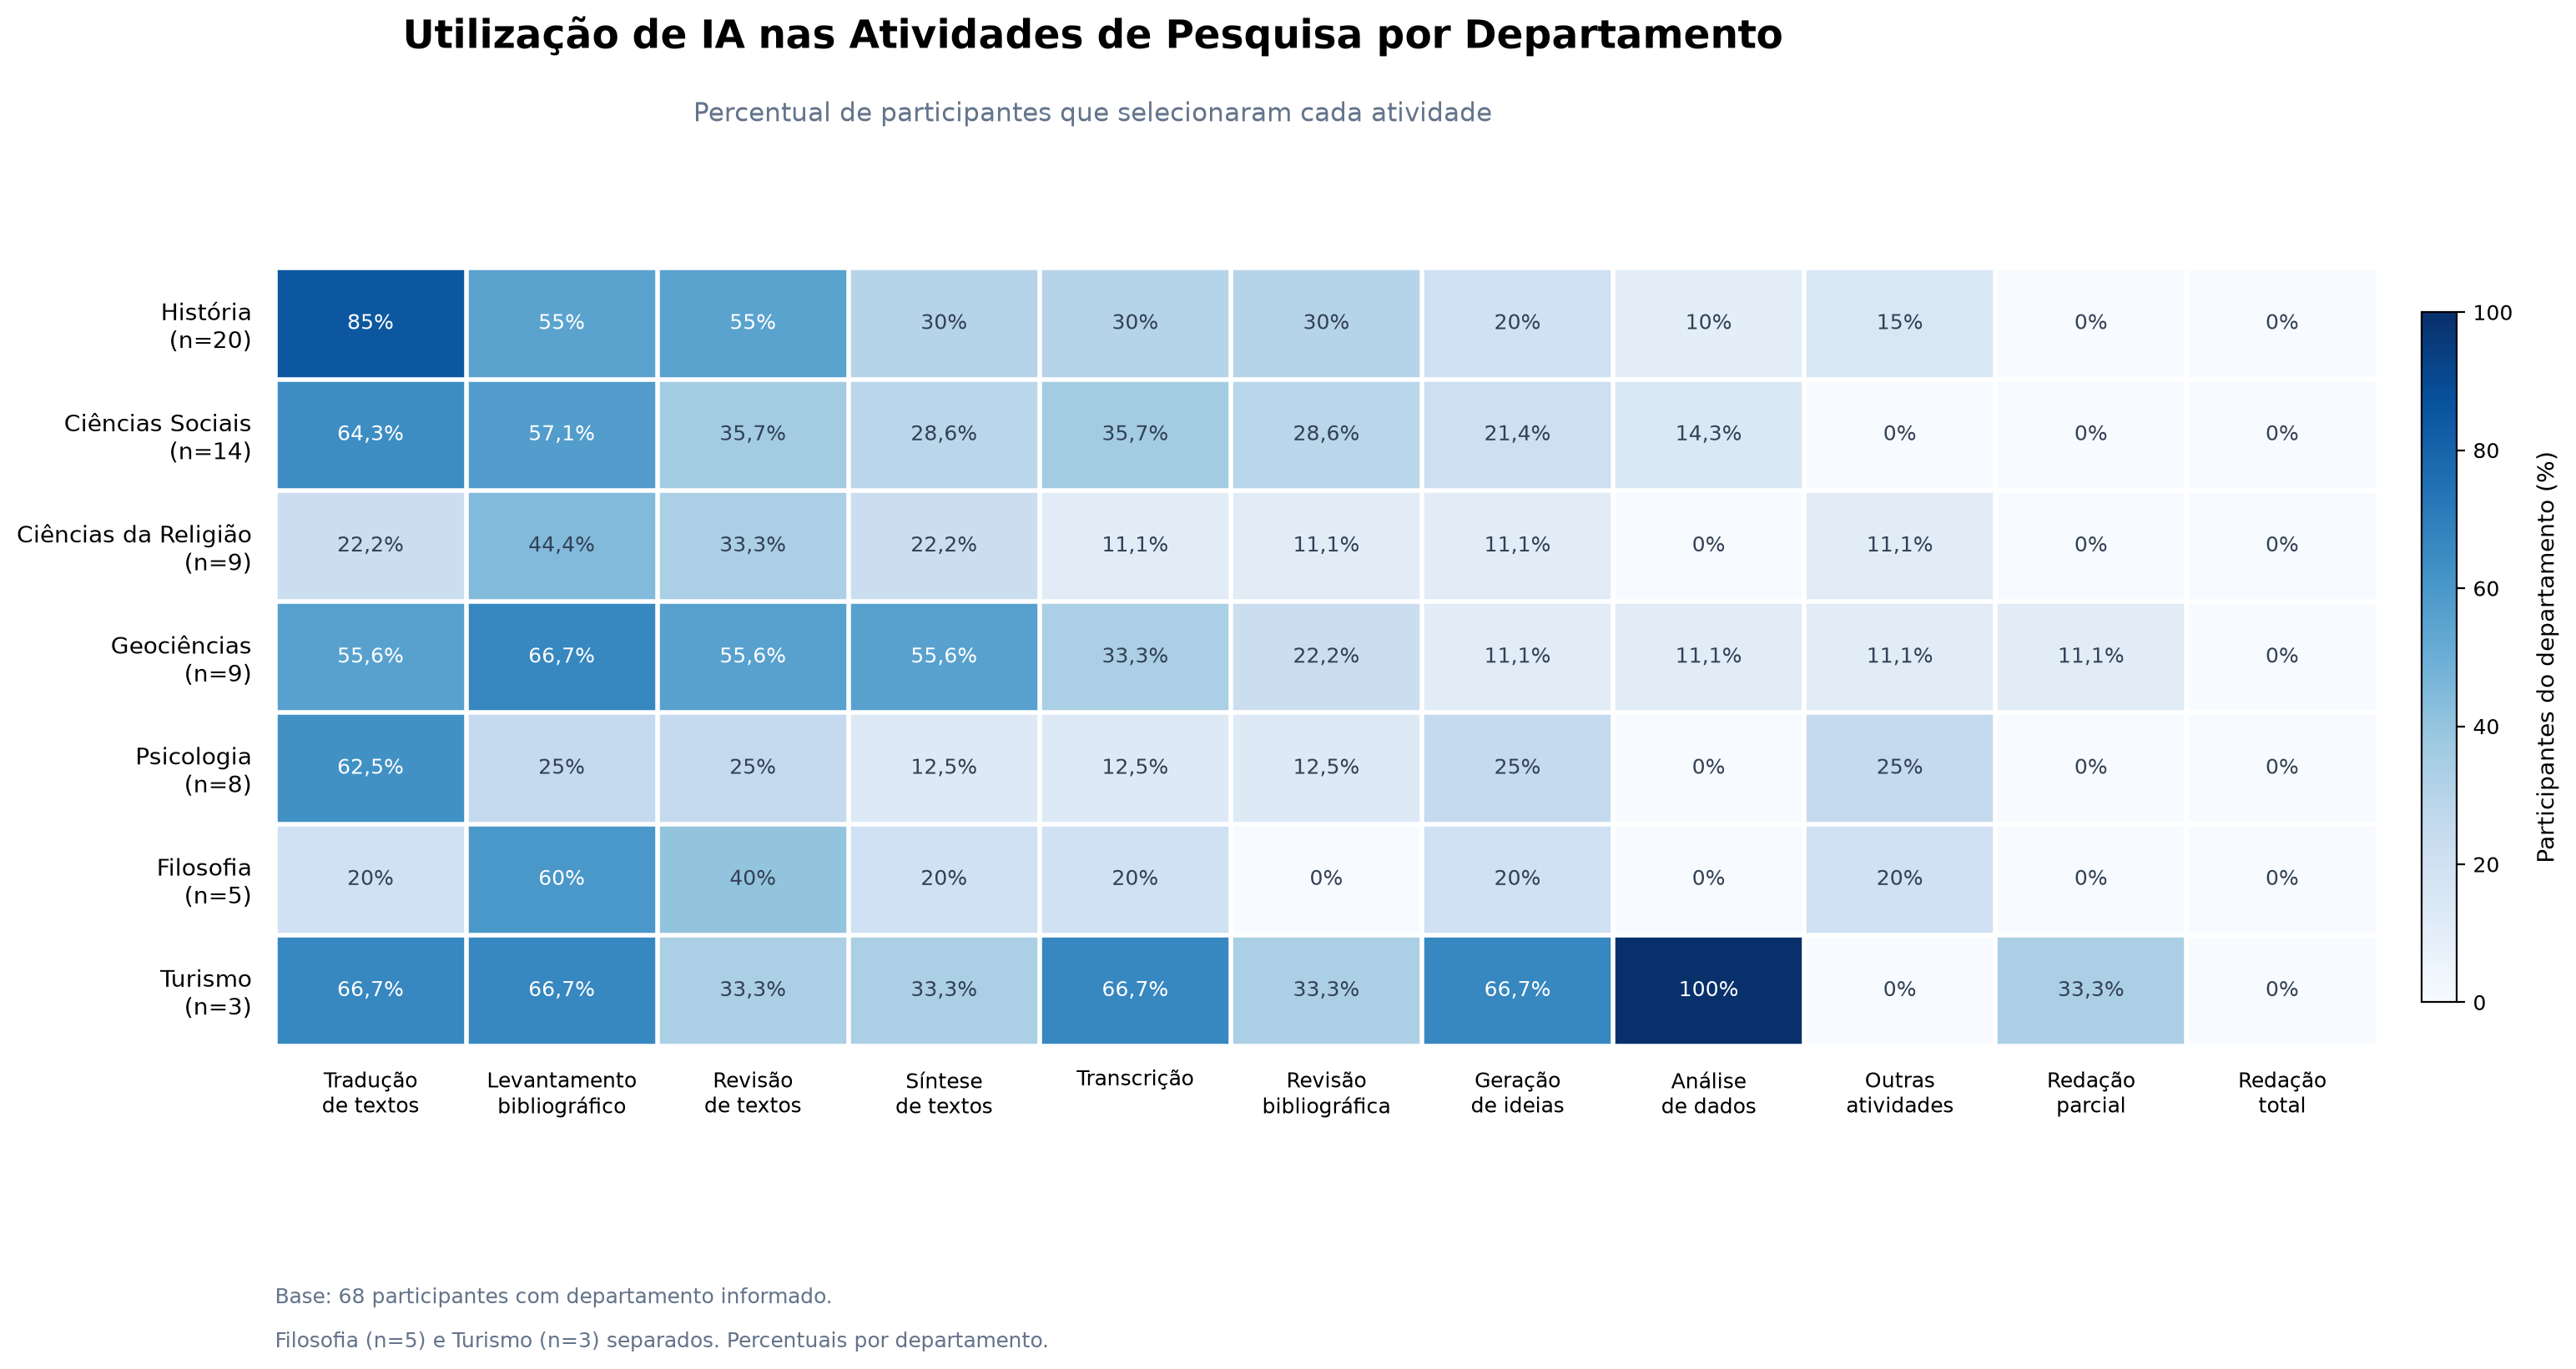 Utilização de IA nas Atividades de Pesquisa por Departamento
Percentual de participantes que selecionaram cada atividade
História
(n=20)
85% 55% 55% 30% 30% 30% 20% 10% 15% 0% 0%
Ciências Sociais
(n=14)
64,3% 57,1% 35,7% 28,6% 35,7% 28,6% 21,4% 14,3% 0% 0% 0%
Ciências da Religião
(n=9)
22,2% 44,4% 33,3% 22,2% 11,1% 11,1% 11,1% 0% 11,1% 0% 0%
Geociências
(n=9)
55,6% 66,7% 55,6% 55,6% 33,3% 22,2% 11,1% 11,1% 11,1% 11,1% 0%
Psicologia
(n=8)
62,5% 25% 25% 12,5% 12,5% 12,5% 25% 0% 25% 0% 0%
Filosofia
(n=5)
20% 60% 40% 20% 20% 0% 20% 0% 20% 0% 0%
Turismo
(n=3)
66,7% 66,7% 33,3% 33,3% 66,7% 33,3% 66,7% 100% 0% 33,3% 0%
Tradução
de textos
Levantamento
bibliográfico
Revisão
de textos
Síntese
de textos
Transcrição
Revisão
bibliográfica
Geração
de ideias
Análise
de dados
Outras
atividades
Redação
parcial
Redação
total
100
80
60
40
20
0
Participantes do departamento (%)
Base: 68 participantes com departamento informado.
Filosofia (n=5) e Turismo (n=3) separados. Percentuais por departamento.